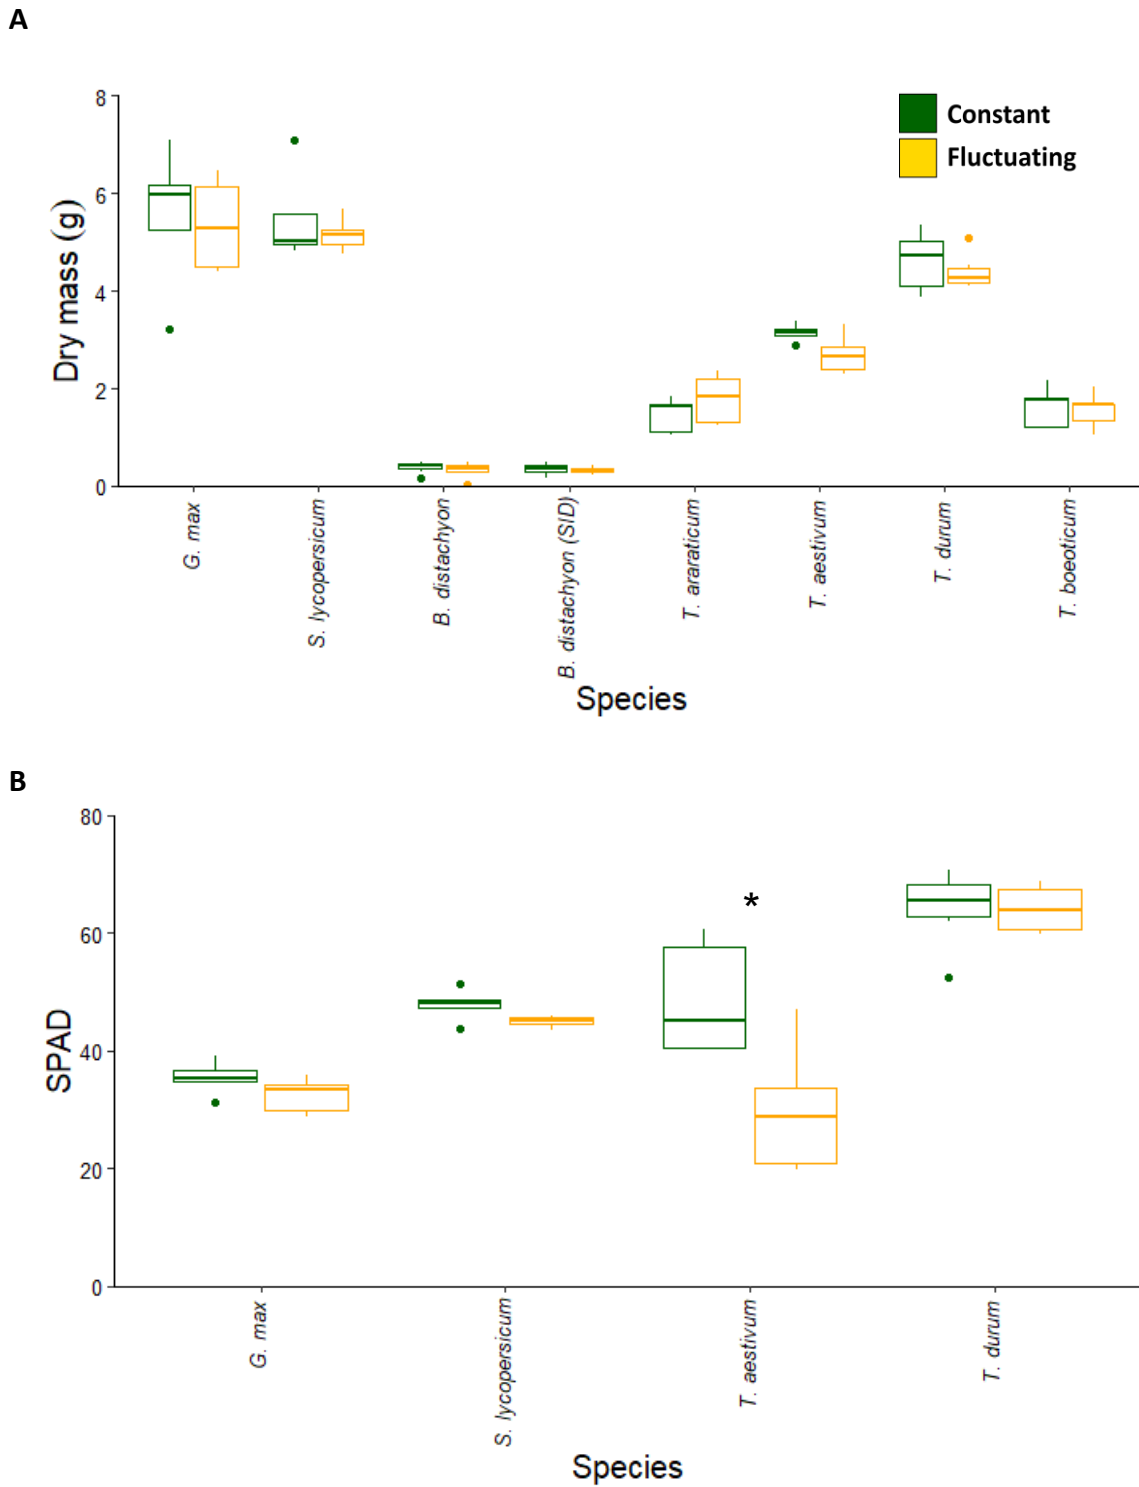 A
Constant
Fluctuating
Dry mass (g)
8
6
4
2
0
G. max
S. lycopersicum
B. distachyon
B. distachyon (SID)
T. araraticum
T. aestivum
T. durum
T. boeoticum
Species
B
SPAD
80
60
40
20
0
*
G. max
S. lycopersicum
T. aestivum
T. durum
Species